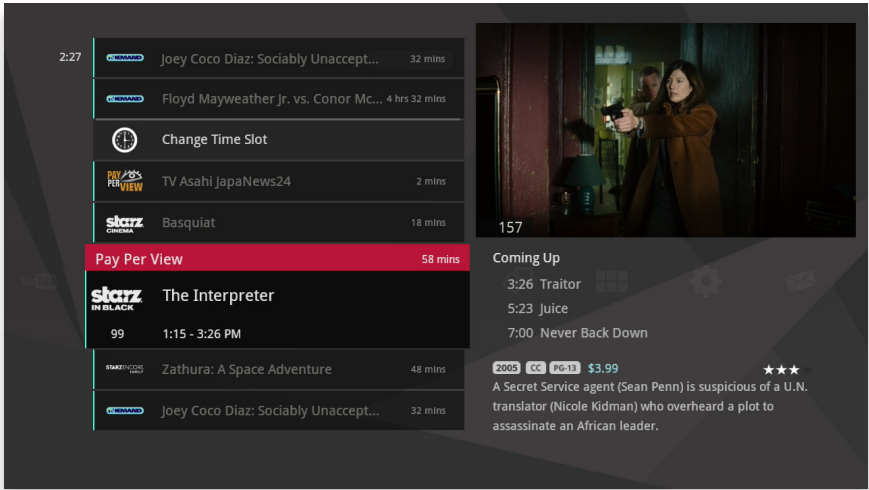 2:27
ONDEMAND Joey Coco Diaz: Sociably Unaccept... 32 mins
ONDEMAND Floyd Mayweather Jr. vs. Conor Mc... 4 hrs 32 mins
Change Time Slot
PAY PER VIEW TV Asahi JapaNews24 2 mins
starz CINEMA Basquiat 18 mins
Pay Per View 58 mins
starz IN BLACK The Interpreter
99 1:15 - 3:26 PM
STARZENCORE FAMILY Zathura: A Space Adventure 48 mins
ONDEMAND Joey Coco Diaz: Sociably Unaccept... 32 mins
157
Coming Up
3:26 Traitor
5:23 Juice
7:00 Never Back Down
2005 CC PG-13 $3.99
A Secret Service agent (Sean Penn) is suspicious of a U.N.
translator (Nicole Kidman) who overheard a plot to
assassinate an African leader.
YouTube